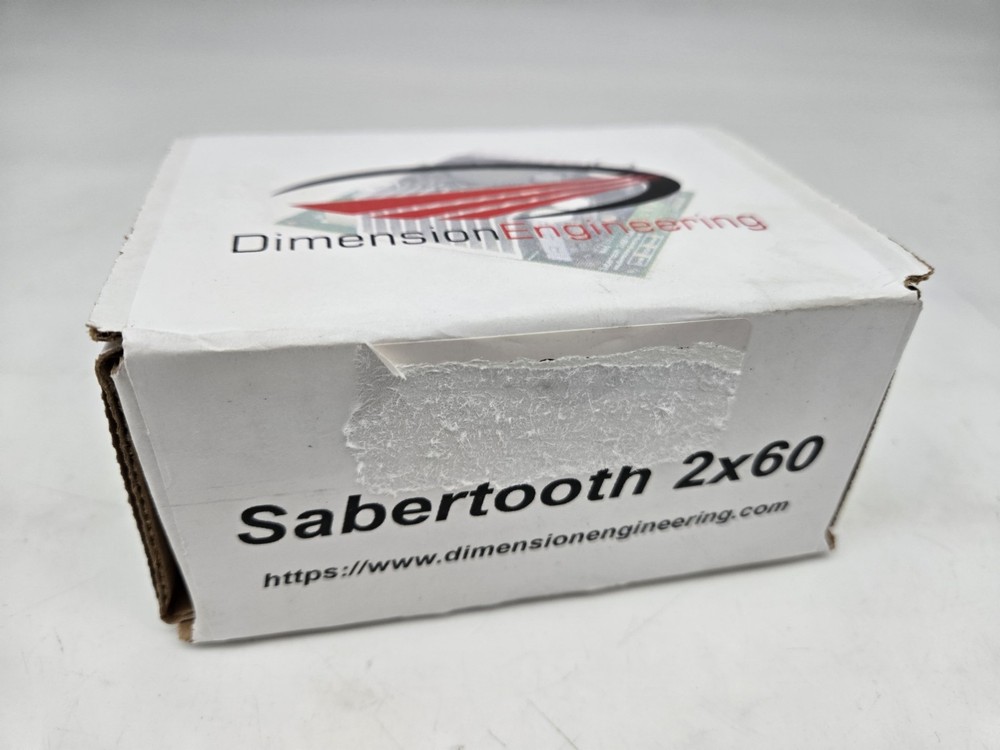 DimensionEngineering
Sabertooth 2x60
https://www.dimensionengineering.com